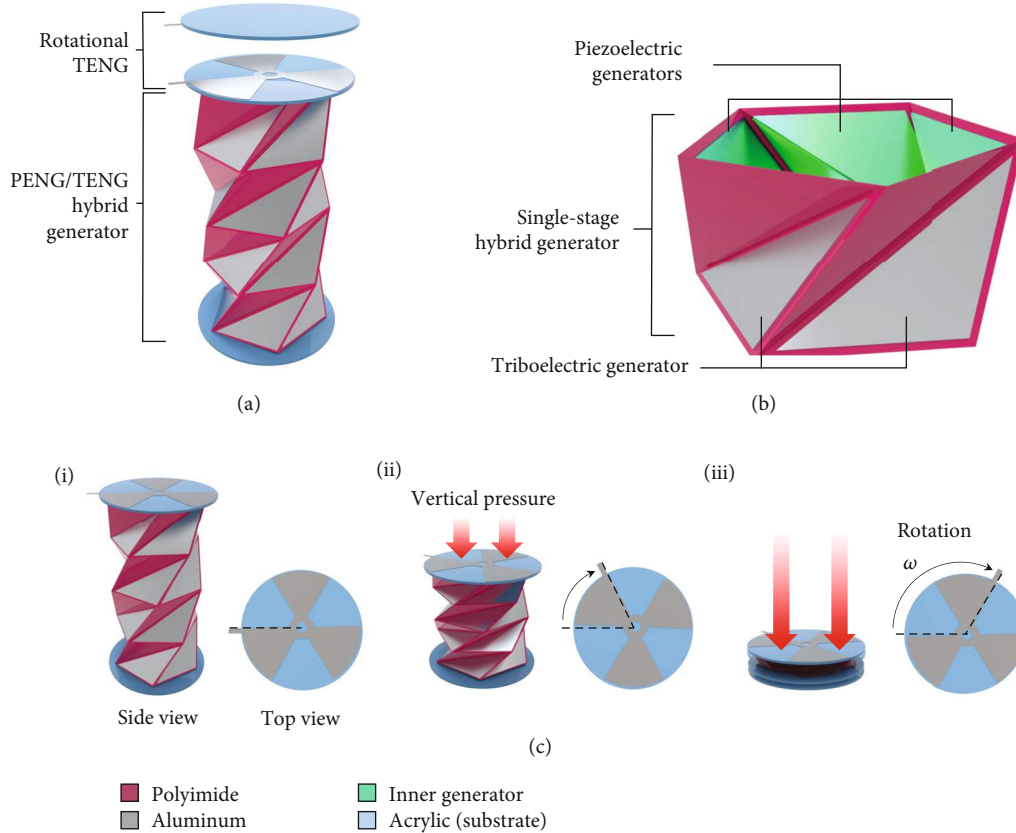 Rotational
TENG
PENG/TENG
hybrid
generator
(a)
Piezoelectric
generators
Single-stage
hybrid generator
Triboelectric generator
(b)
(i)
Side view
Top view
(ii)
Vertical pressure
(iii)
Rotation
ω
(c)
Polyimide
Aluminum
Inner generator
Acrylic (substrate)